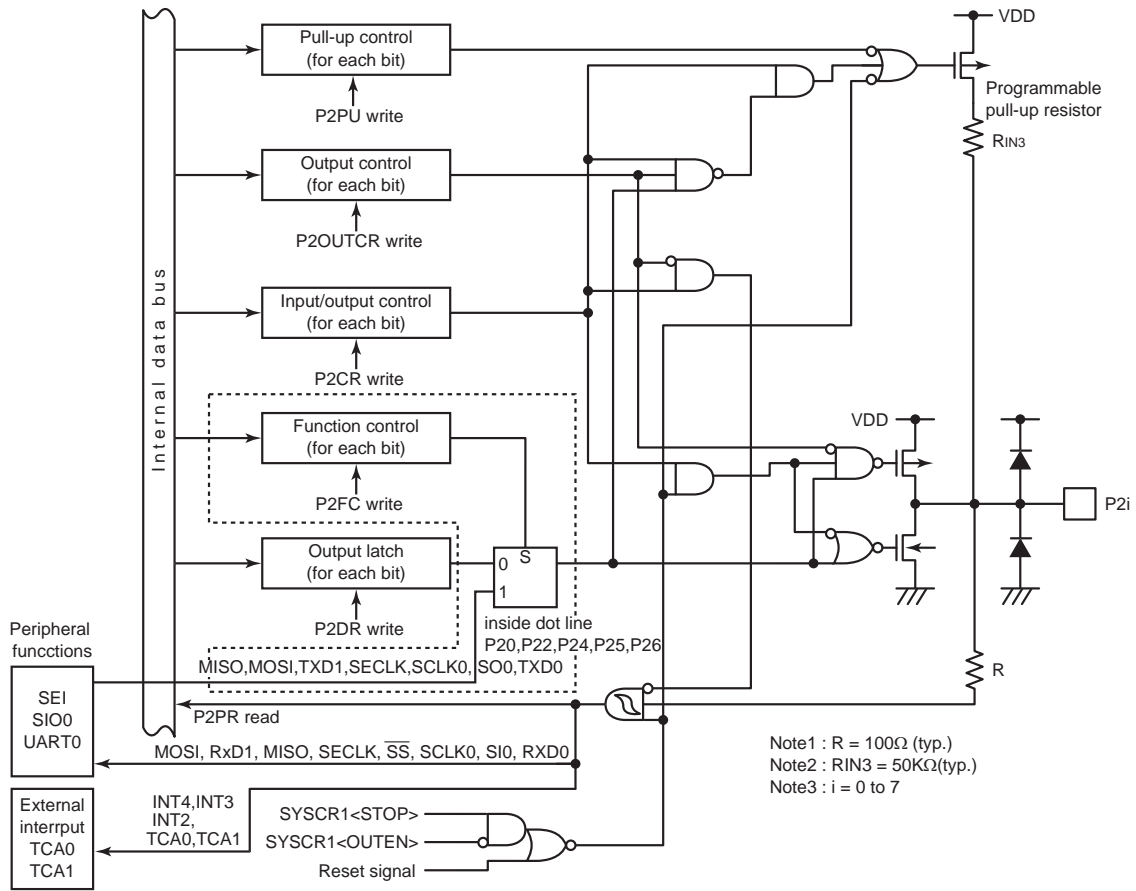 Pull-up control
(for each bit)
P2PU write
VDD
Programmable
pull-up resistor
RIN3
Output control
(for each bit)
P2OUTCR write
Internal data bus
Input/output control
(for each bit)
P2CR write
Function control
(for each bit)
P2FC write
VDD
P2i
Output latch
(for each bit)
P2DR write
S
0
1
inside dot line
P20,P22,P24,P25,P26
Peripheral
funcctions
MISO,MOSI,TXD1,SECLK,SCLK0,SO0,TXD0
SEI
SIO0
UART0
R
P2PR read
MOSI, RxD1, MISO, SECLK, SS, SCLK0, SI0, RXD0
Note1 : R = 100Ω (typ.)
Note2 : RIN3 = 50KΩ(typ.)
Note3 : i = 0 to 7
External
interrput
TCA0
TCA1
INT4,INT3
INT2,
TCA0,TCA1
SYSCR1<STOP>
SYSCR1<OUTEN>
Reset signal